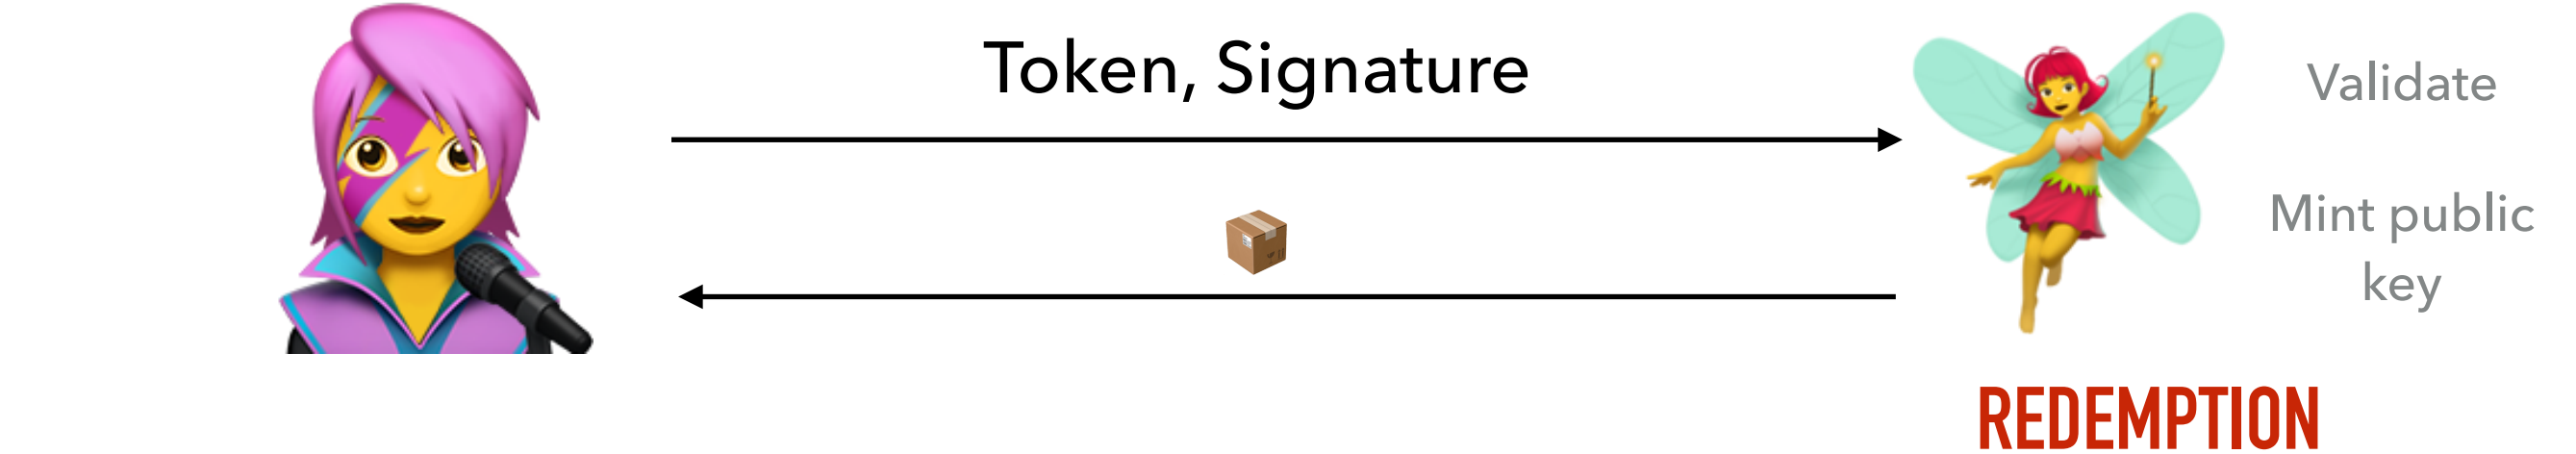 Token, Signature
Validate
Mint public
key
REDEMPTION